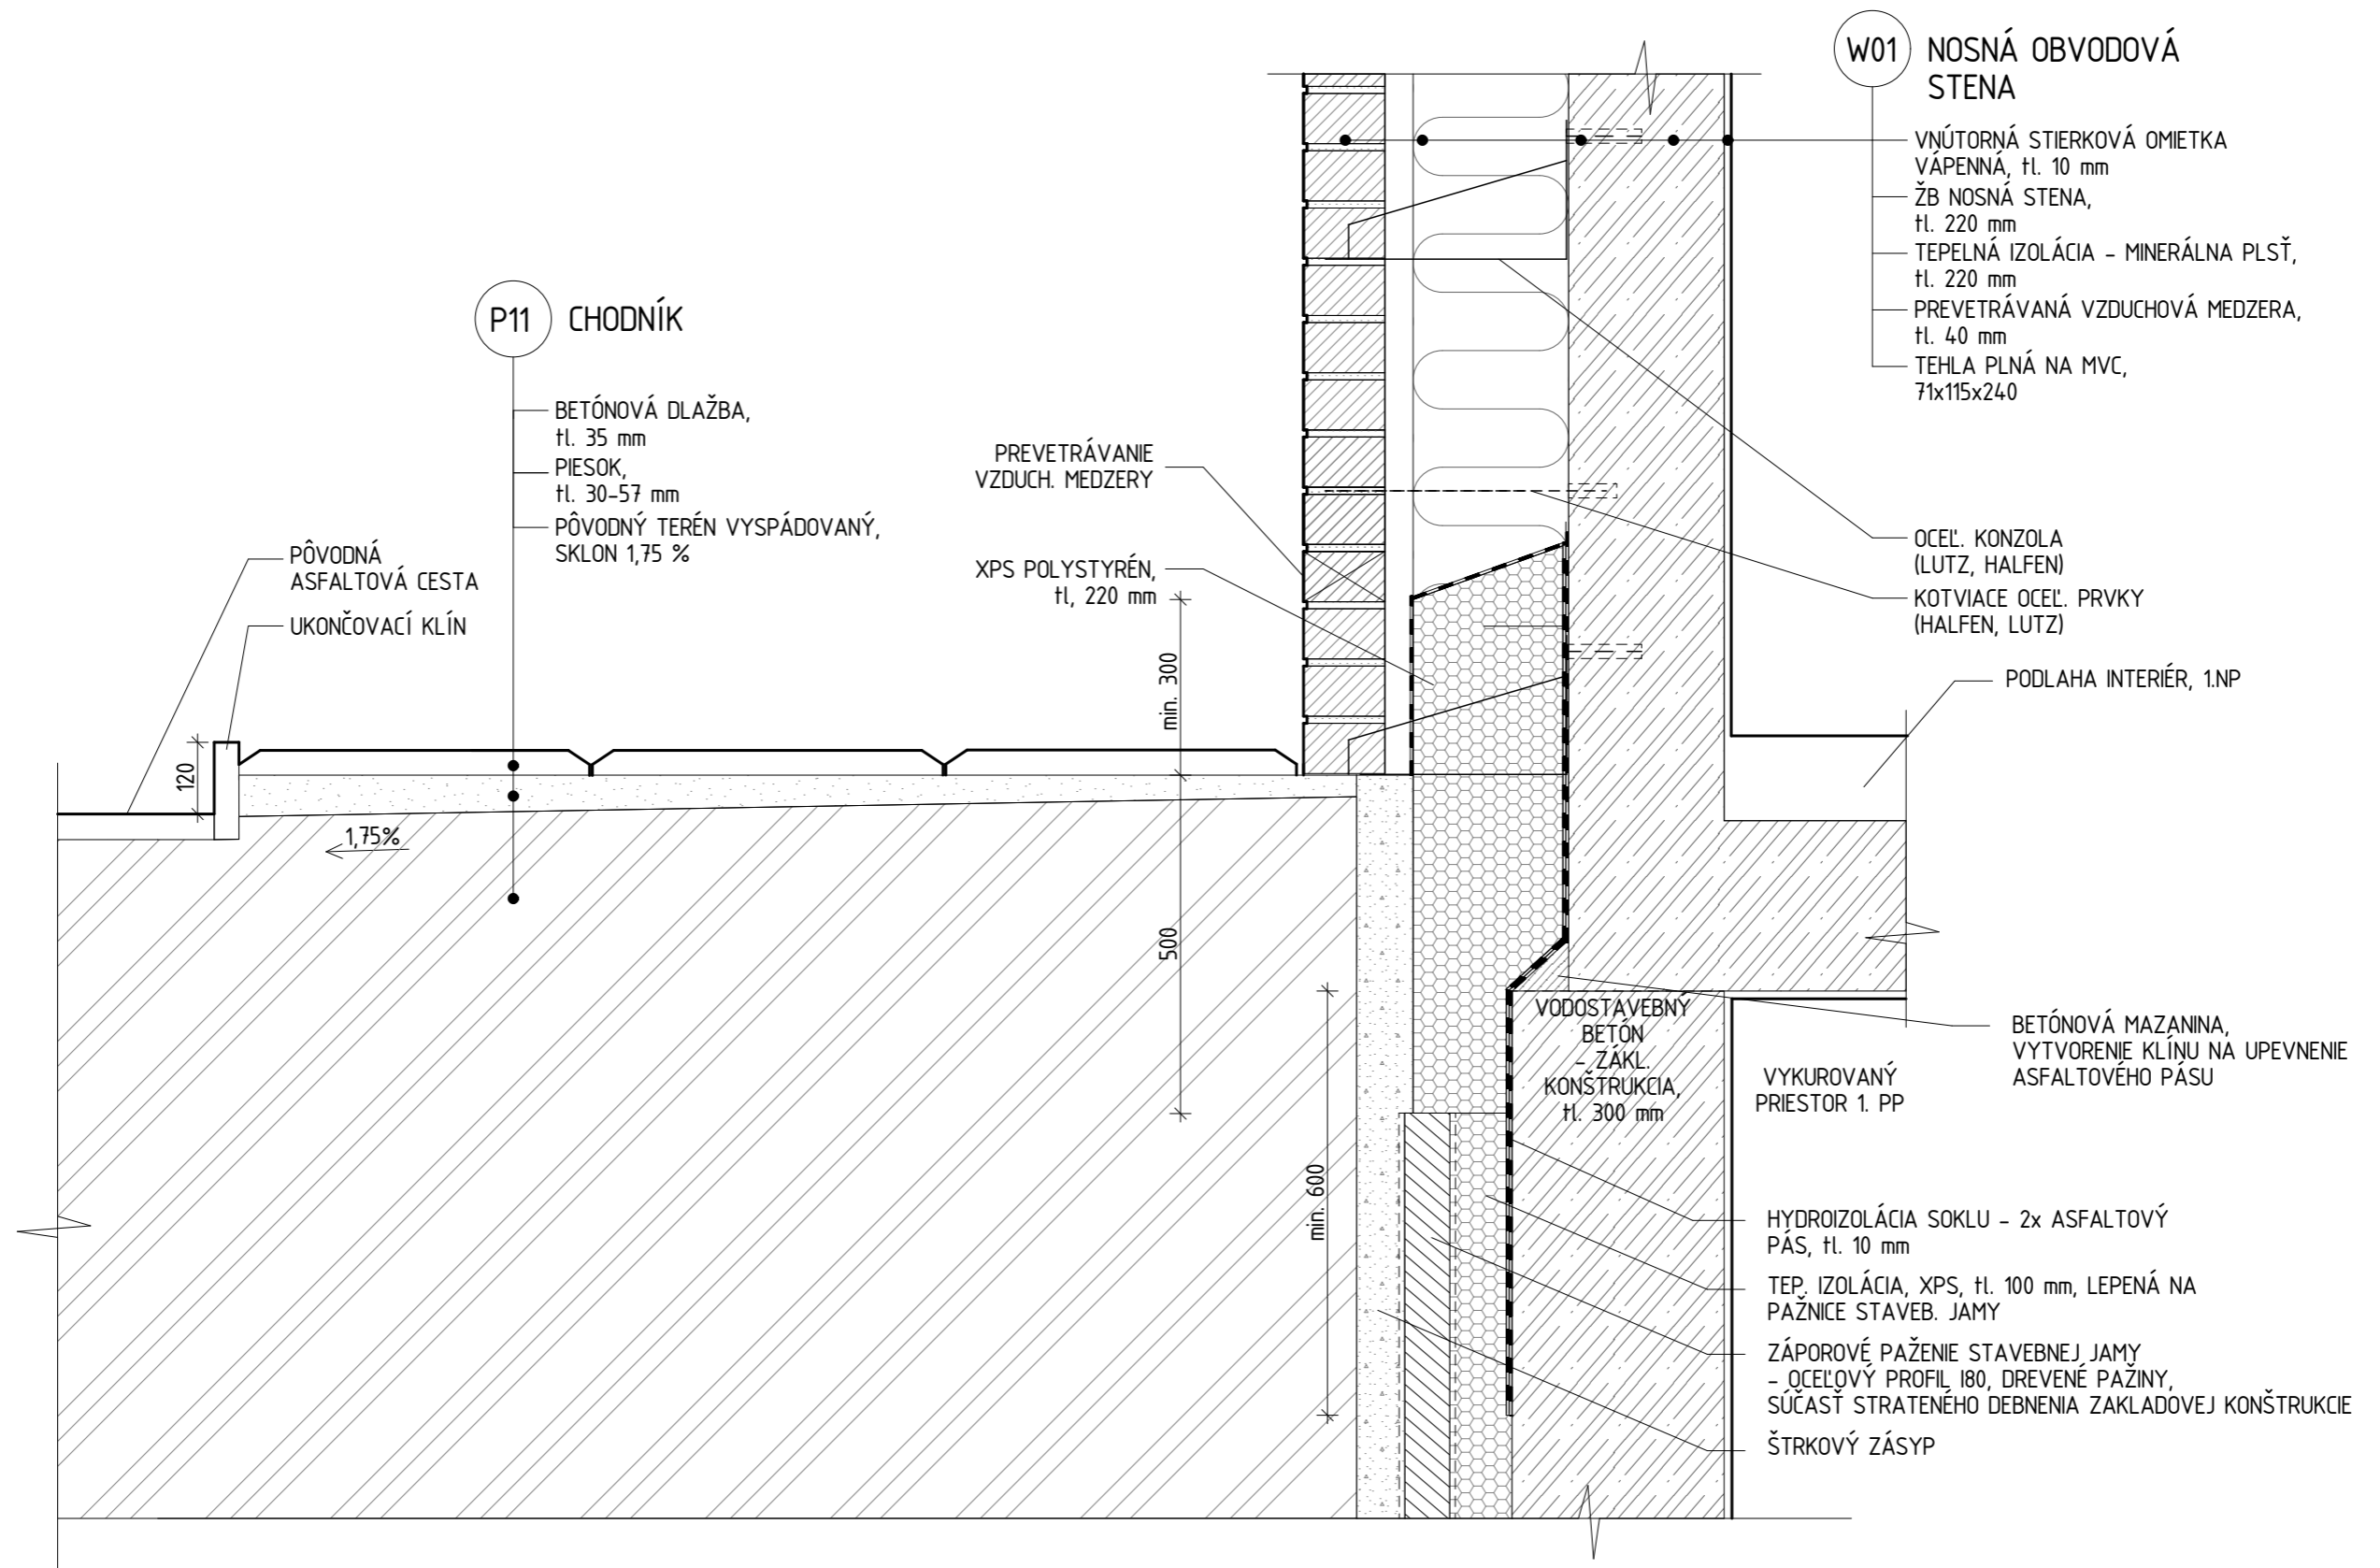 W01 NOSNÁ OBVODOVÁ
STENA
VNÚTORNÁ STIERKOVÁ OMIETKA
VÁPENNÁ, tl. 10 mm
ŽB NOSNÁ STENA,
tl. 220 mm
TEPELNÁ IZOLÁCIA - MINERÁLNA PLSŤ,
tl. 220 mm
PREVETRÁVANÁ VZDUCHOVÁ MEDZERA,
tl. 40 mm
TEHLA PLNÁ NA MVC,
71x115x240
P11 CHODNÍK
BETÓNOVÁ DLAŽBA,
tl. 35 mm
PIESOK,
tl. 30-57 mm
PÔVODNÝ TERÉN VYSPÁDOVANÝ,
SKLON 1,75 %
PÔVODNÁ
ASFALTOVÁ CESTA
UKONČOVACÍ KLÍN
PREVETRÁVANIE
VZDUCH. MEDZERY
XPS POLYSTYRÉN,
tl, 220 mm
OCEĽ. KONZOLA
(LUTZ, HALFEN)
KOTVIACE OCEĽ. PRVKY
(HALFEN, LUTZ)
PODLAHA INTERIÉR, 1.NP
min. 300
120
1,75%
500
min. 600
VODOSTAVEBNÝ
BETÓN
- ZÁKL.
KONŠTRUKCIA,
tl. 300 mm
VYKUROVANÝ
PRIESTOR 1. PP
BETÓNOVÁ MAZANINA,
VYTVORENIE KLÍNU NA UPEVNENIE
ASFALTOVÉHO PÁSU
HYDROIZOLÁCIA SOKLU - 2x ASFALTOVÝ
PÁS, tl. 10 mm
TEP. IZOLÁCIA, XPS, tl. 100 mm, LEPENÁ NA
PAŽNICE STAVEB. JAMY
ZÁPOROVÉ PAŽENIE STAVEBNEJ JAMY
- OCEĽOVÝ PROFIL I80, DREVENÉ PAŽINY,
SÚČASŤ STRATENÉHO DEBNENIA ZAKLADOVEJ KONŠTRUKCIE
ŠTRKOVÝ ZÁSYP